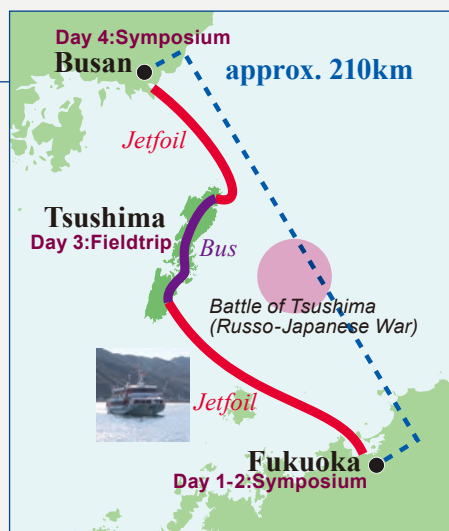 Day 4:Symposium
Busan
approx. 210km
Jetfoil
Tsushima
Day 3:Fieldtrip
Bus
Battle of Tsushima
(Russo-Japanese War)
Jetfoil
Fukuoka
Day 1-2:Symposium